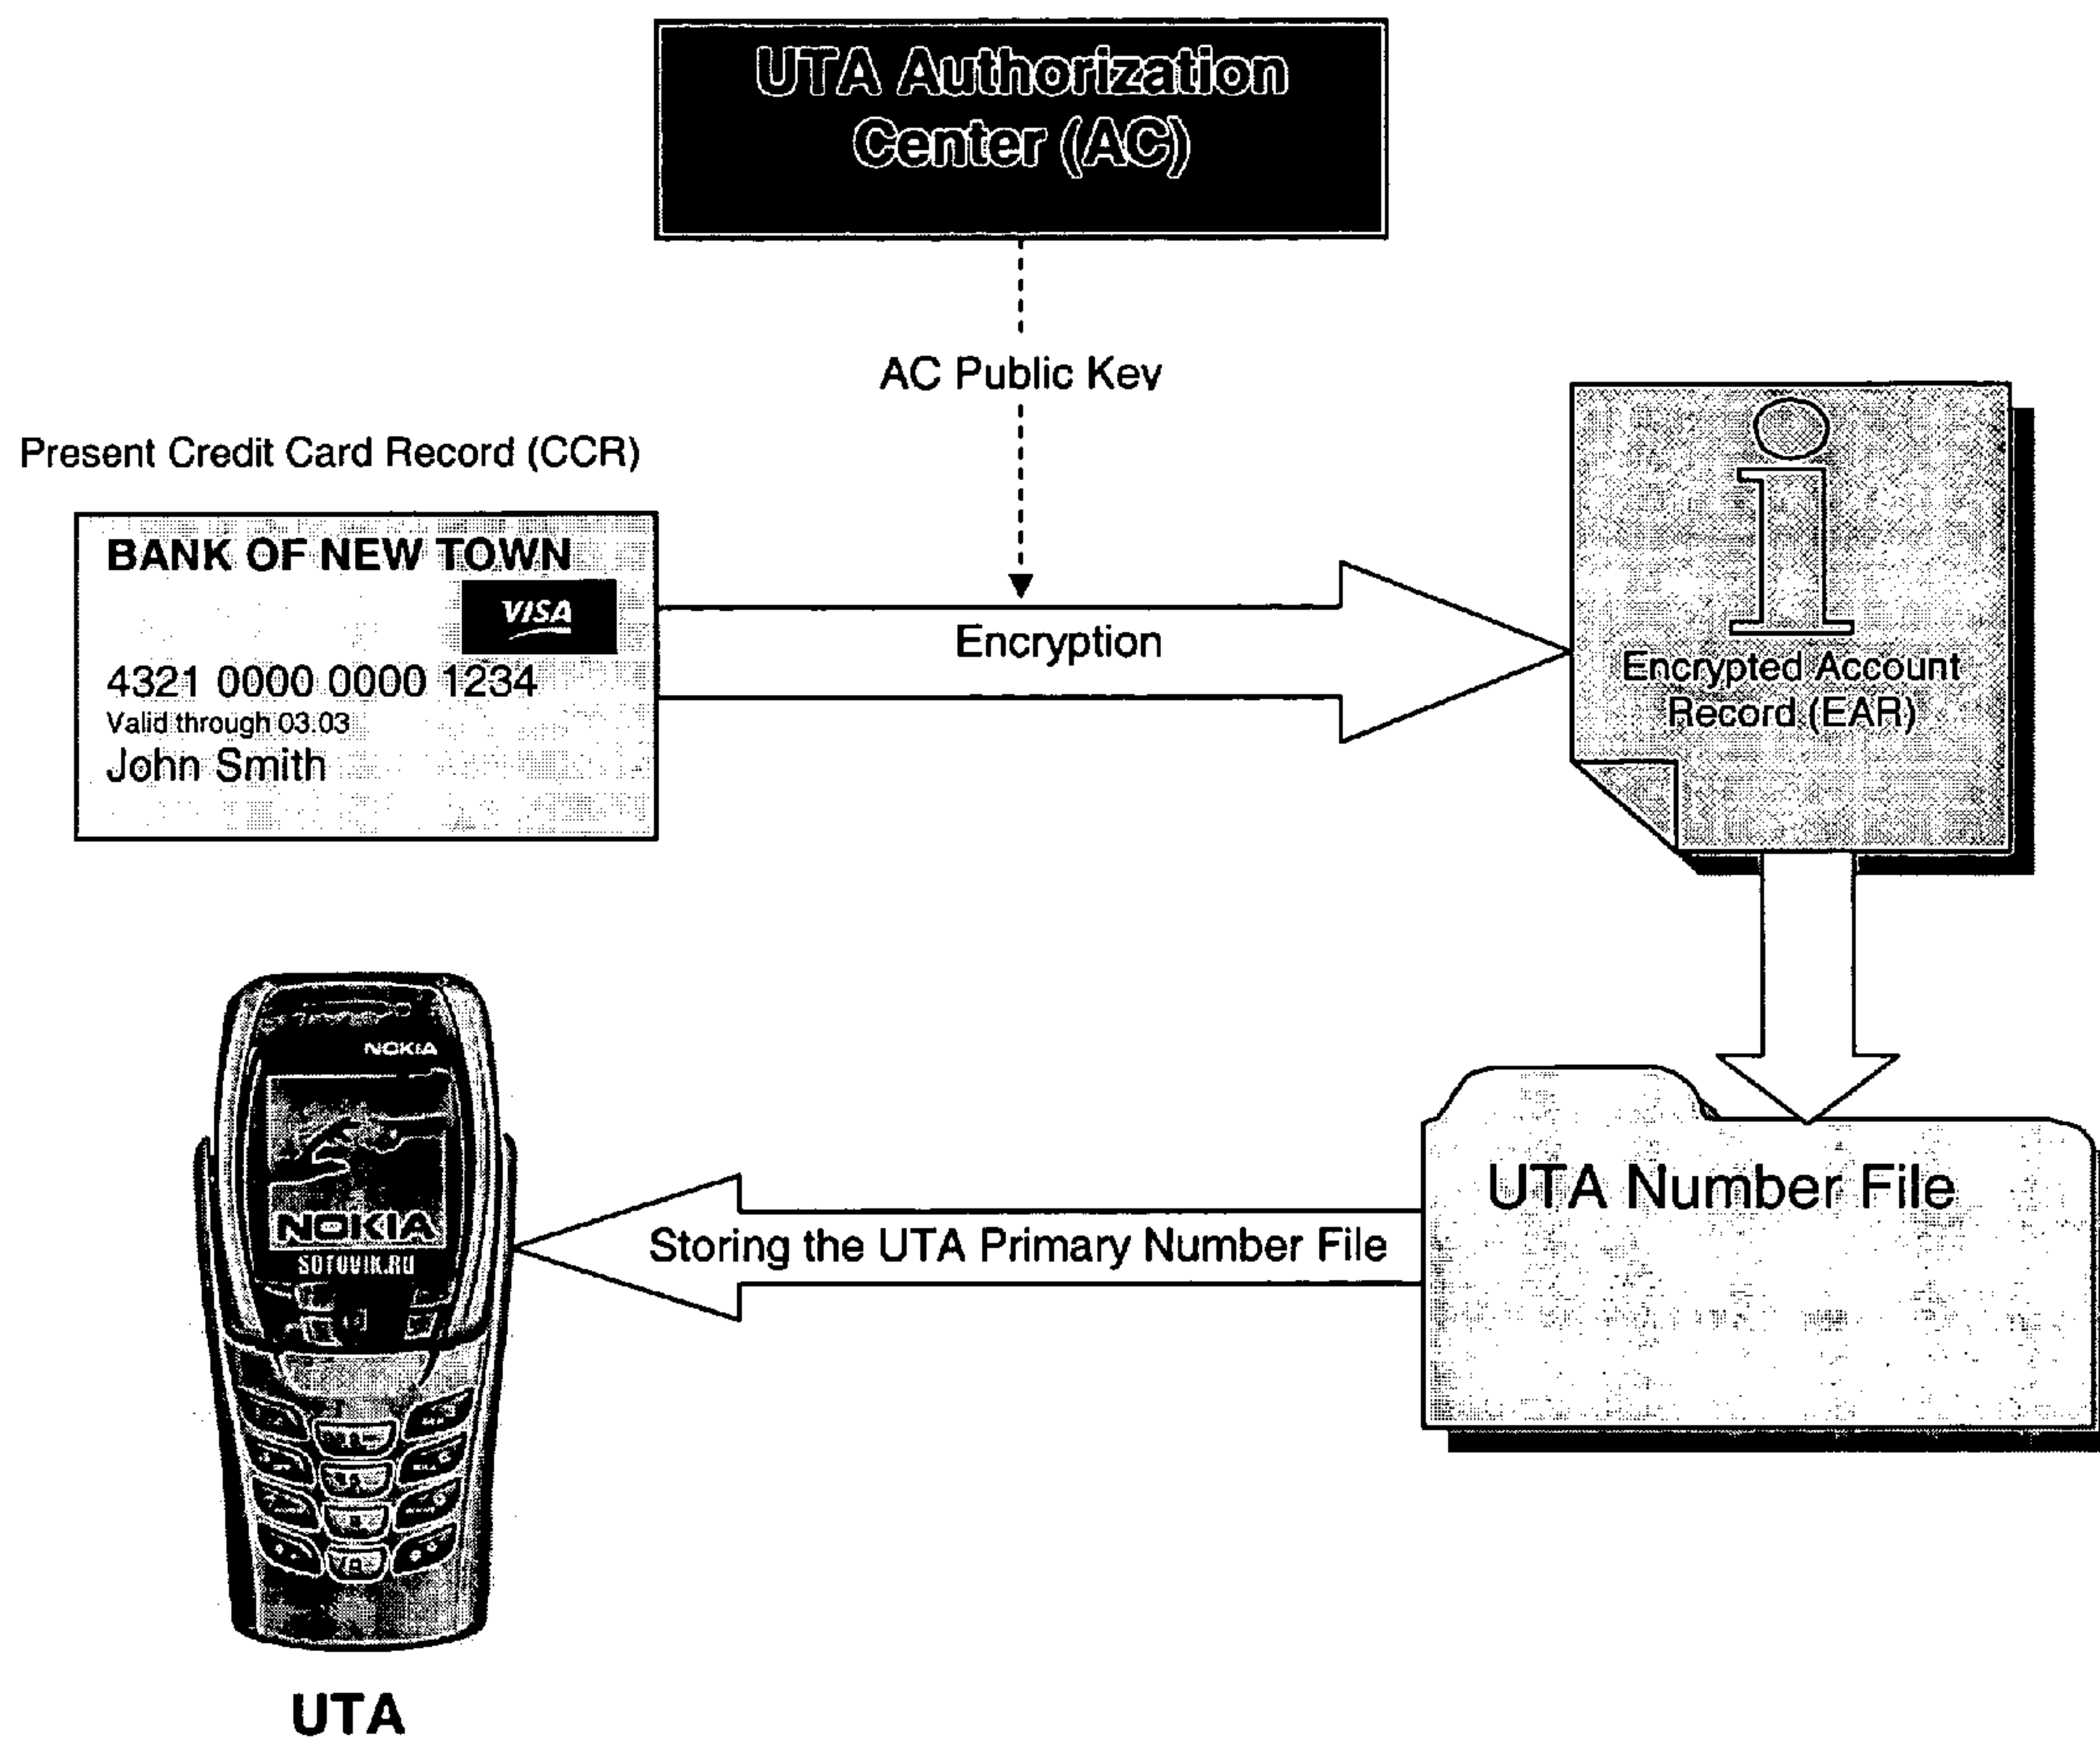 UTA Authorization
Center (AC)
AC Public Kev
Present Credit Card Record (CCR)
BANK OF NEW TOWN
VISA
4321 0000 0000 1234
Valid through 03.03
John Smith
Encryption
i
Encrypted Account
Record (EAR)
UTA Number File
Storing the UTA Primary Number File
NOKIA
NOKIA
SOTOVIK.RU
UTA